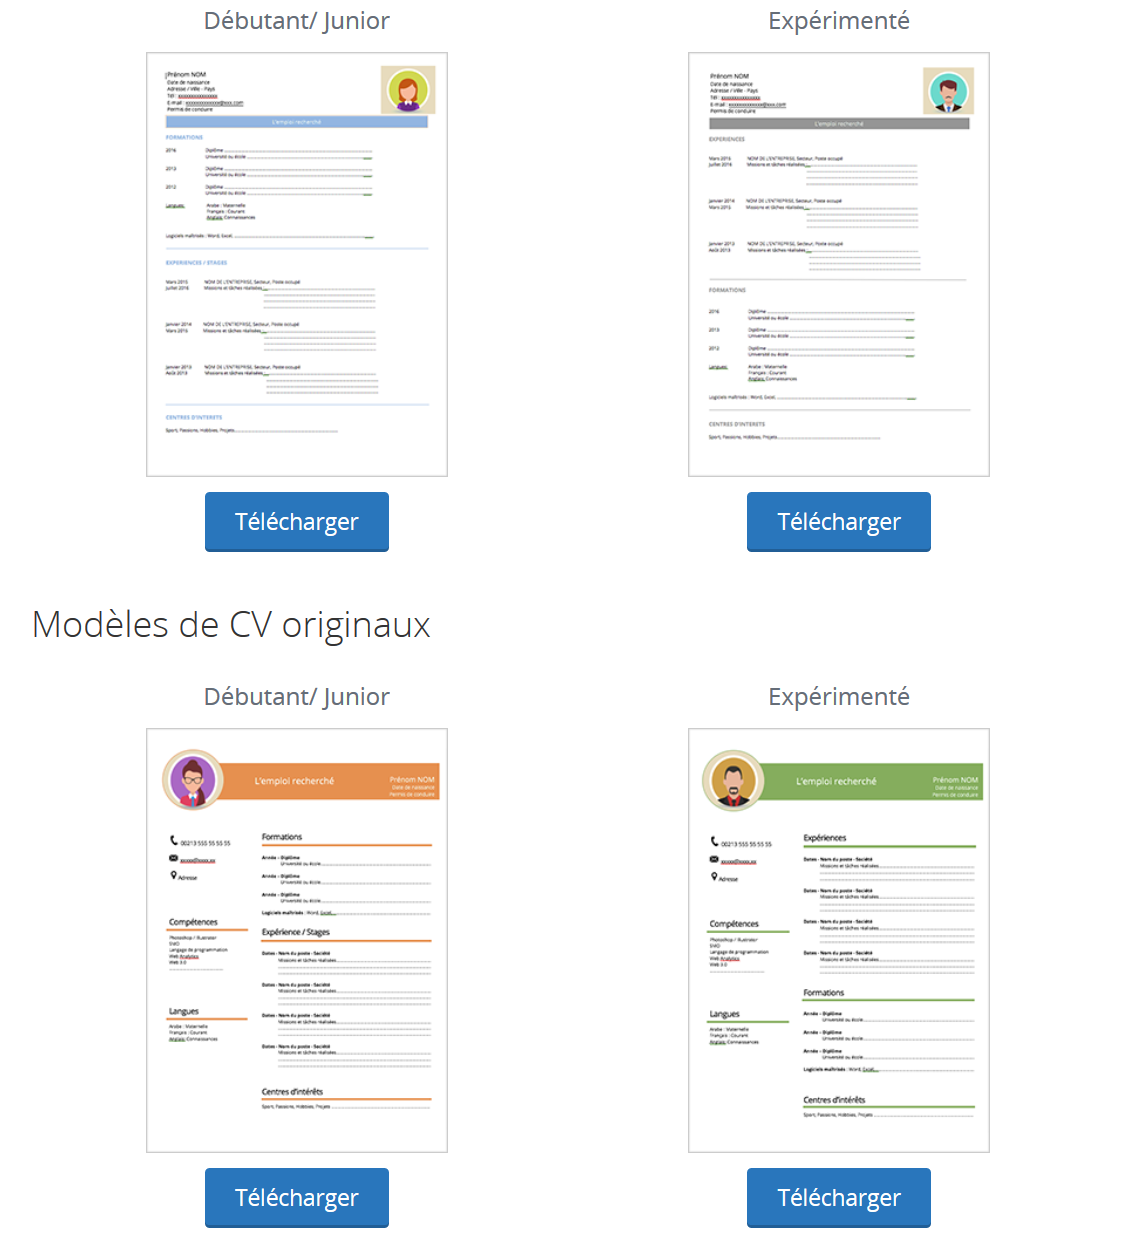 Débutant/ Junior
Expérimenté
Prénom NOM
Date de naissance
Adresse / Ville - Pays
Tél : xxxxxxxxxxxxxxx
E-mail : xxxxxxxxxxxxx@xxx.com
Permis de conduire
L'emploi recherché
FORMATIONS
2016 Diplôme
Université ou école
2013 Diplôme
Université ou école
2012 Diplôme
Université ou école
Langues Arabe : Maternelle
Français : Courant
Anglais: Connaissances
Logiciels maîtrisés : Word, Excel,
EXPERIENCES / STAGES
Mars 2015 NOM DE L'ENTREPRISE, Secteur, Poste occupé
Juillet 2016 Missions et tâches réalisées
Janvier 2014 NOM DE L'ENTREPRISE, Secteur, Poste occupé
Mars 2015 Missions et tâches réalisées
Janvier 2013 NOM DE L'ENTREPRISE, Secteur, Poste occupé
Août 2013 Missions et tâches réalisées
CENTRES D'INTERETS
Sport, Passions, Hobbies, Projets
Prénom NOM
Date de naissance
Adresse / Ville - Pays
Tél : xxxxxxxxxxxxxxx
E-mail : xxxxxxxxxxxxx@xxx.com
Permis de conduire
L'emploi recherché
EXPERIENCES
Mars 2015 NOM DE L'ENTREPRISE, Secteur, Poste occupé
Juillet 2016 Missions et tâches réalisées
Janvier 2014 NOM DE L'ENTREPRISE, Secteur, Poste occupé
Mars 2015 Missions et tâches réalisées
Janvier 2013 NOM DE L'ENTREPRISE, Secteur, Poste occupé
Août 2013 Missions et tâches réalisées
FORMATIONS
2016 Diplôme
Université ou école
2013 Diplôme
Université ou école
2012 Diplôme
Université ou école
Langues Arabe : Maternelle
Français : Courant
Anglais: Connaissances
Logiciels maîtrisés : Word, Excel,
CENTRES D'INTERETS
Sport, Passions, Hobbies, Projets
Télécharger
Télécharger
Modèles de CV originaux
Débutant/ Junior
Expérimenté
L'emploi recherché
Prénom NOM
Date de naissance
Permis de conduire
00213 555 55 55 55
xxxxx@xxxx.xx
Adresse
Compétences
Photoshop / Illustrator
Langage de programmation
Web Analytics
Web 3.0
Langues
Arabe : Maternelle
Français : Courant
Anglais: Connaissances
Formations
Année - Diplôme
Université ou école
Année - Diplôme
Université ou école
Année - Diplôme
Université ou école
Logiciels maîtrisés : Word, Excel,
Expérience / Stages
Dates - Nom du poste - Société
Missions et tâches réalisées
Dates - Nom du poste - Société
Missions et tâches réalisées
Dates - Nom du poste - Société
Missions et tâches réalisées
Dates - Nom du poste - Société
Missions et tâches réalisées
Centres d'intérêts
Sport, Passions, Hobbies, Projets
L'emploi recherché
Prénom NOM
Date de naissance
Permis de conduire
00213 555 55 55 55
xxxxx@xxxx.xx
Adresse
Compétences
Photoshop / Illustrator
Langage de programmation
Web Analytics
Web 3.0
Langues
Arabe : Maternelle
Français : Courant
Anglais: Connaissances
Expériences
Dates - Nom du poste - Société
Missions et tâches réalisées
Dates - Nom du poste - Société
Missions et tâches réalisées
Dates - Nom du poste - Société
Missions et tâches réalisées
Dates - Nom du poste - Société
Missions et tâches réalisées
Formations
Année - Diplôme
Université ou école
Année - Diplôme
Université ou école
Année - Diplôme
Université ou école
Logiciels maîtrisés : Word, Excel,
Centres d'intérêts
Sport, Passions, Hobbies, Projets
Télécharger
Télécharger